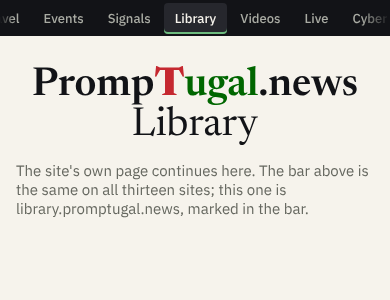 vel Events Signals Library Videos Live Cyber
PrompTugal.news
Library
The site's own page continues here. The bar above is
the same on all thirteen sites; this one is
library.promptugal.news, marked in the bar.